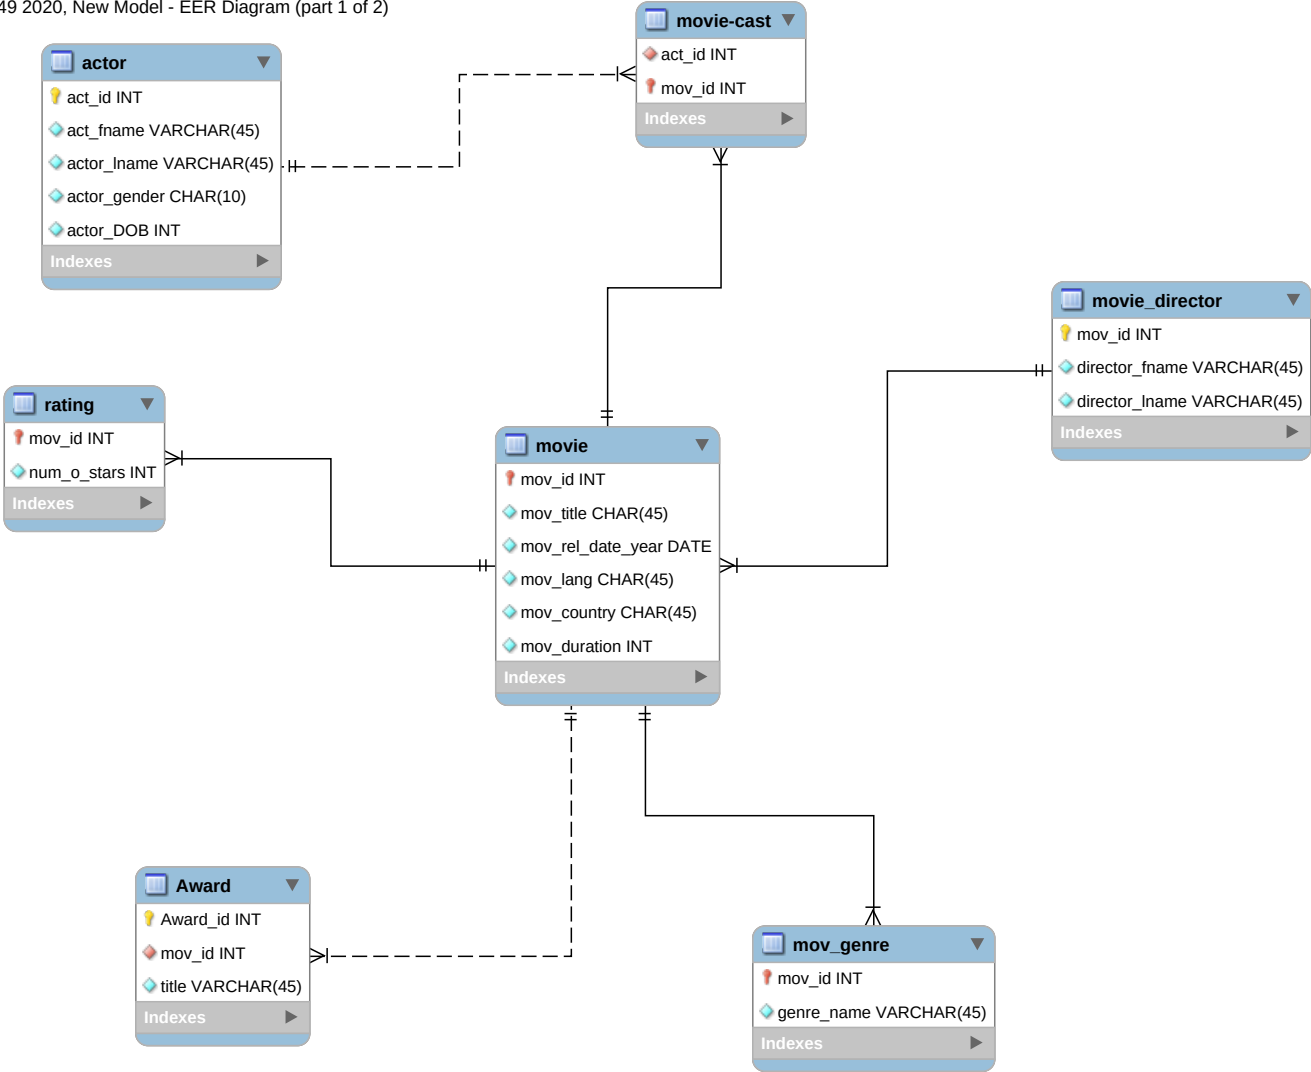 49 2020, New Model - EER Diagram (part 1 of 2)
movie-cast
act_id INT
mov_id INT
Indexes
actor
act_id INT
act_fname VARCHAR(45)
actor_lname VARCHAR(45)
actor_gender CHAR(10)
actor_DOB INT
Indexes
movie_director
mov_id INT
director_fname VARCHAR(45)
director_lname VARCHAR(45)
Indexes
rating
mov_id INT
num_o_stars INT
Indexes
movie
mov_id INT
mov_title CHAR(45)
mov_rel_date_year DATE
mov_lang CHAR(45)
mov_country CHAR(45)
mov_duration INT
Indexes
Award
Award_id INT
mov_id INT
title VARCHAR(45)
Indexes
mov_genre
mov_id INT
genre_name VARCHAR(45)
Indexes